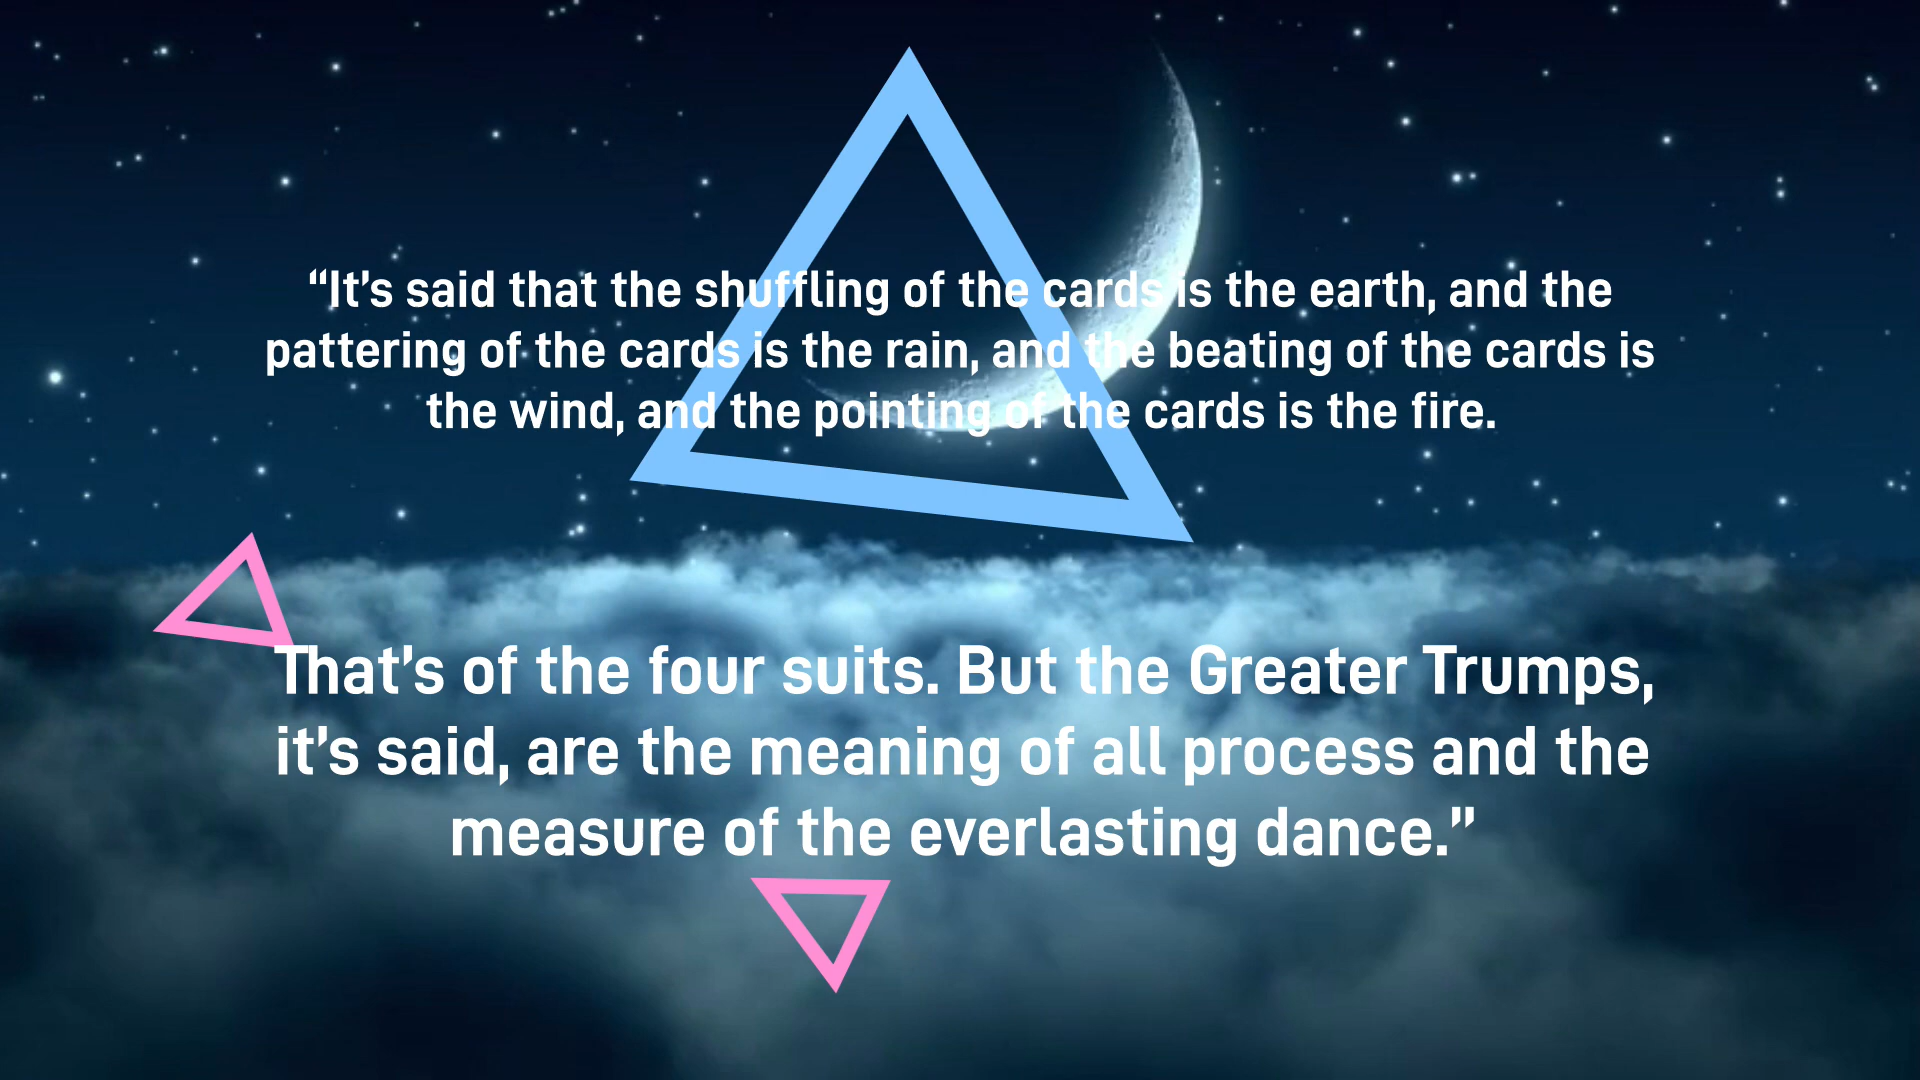 “It’s said that the shuffling of the cards is the earth, and the
pattering of the cards is the rain, and the beating of the cards is
the wind, and the pointing of the cards is the fire.
That’s of the four suits. But the Greater Trumps,
it’s said, are the meaning of all process and the
measure of the everlasting dance.”